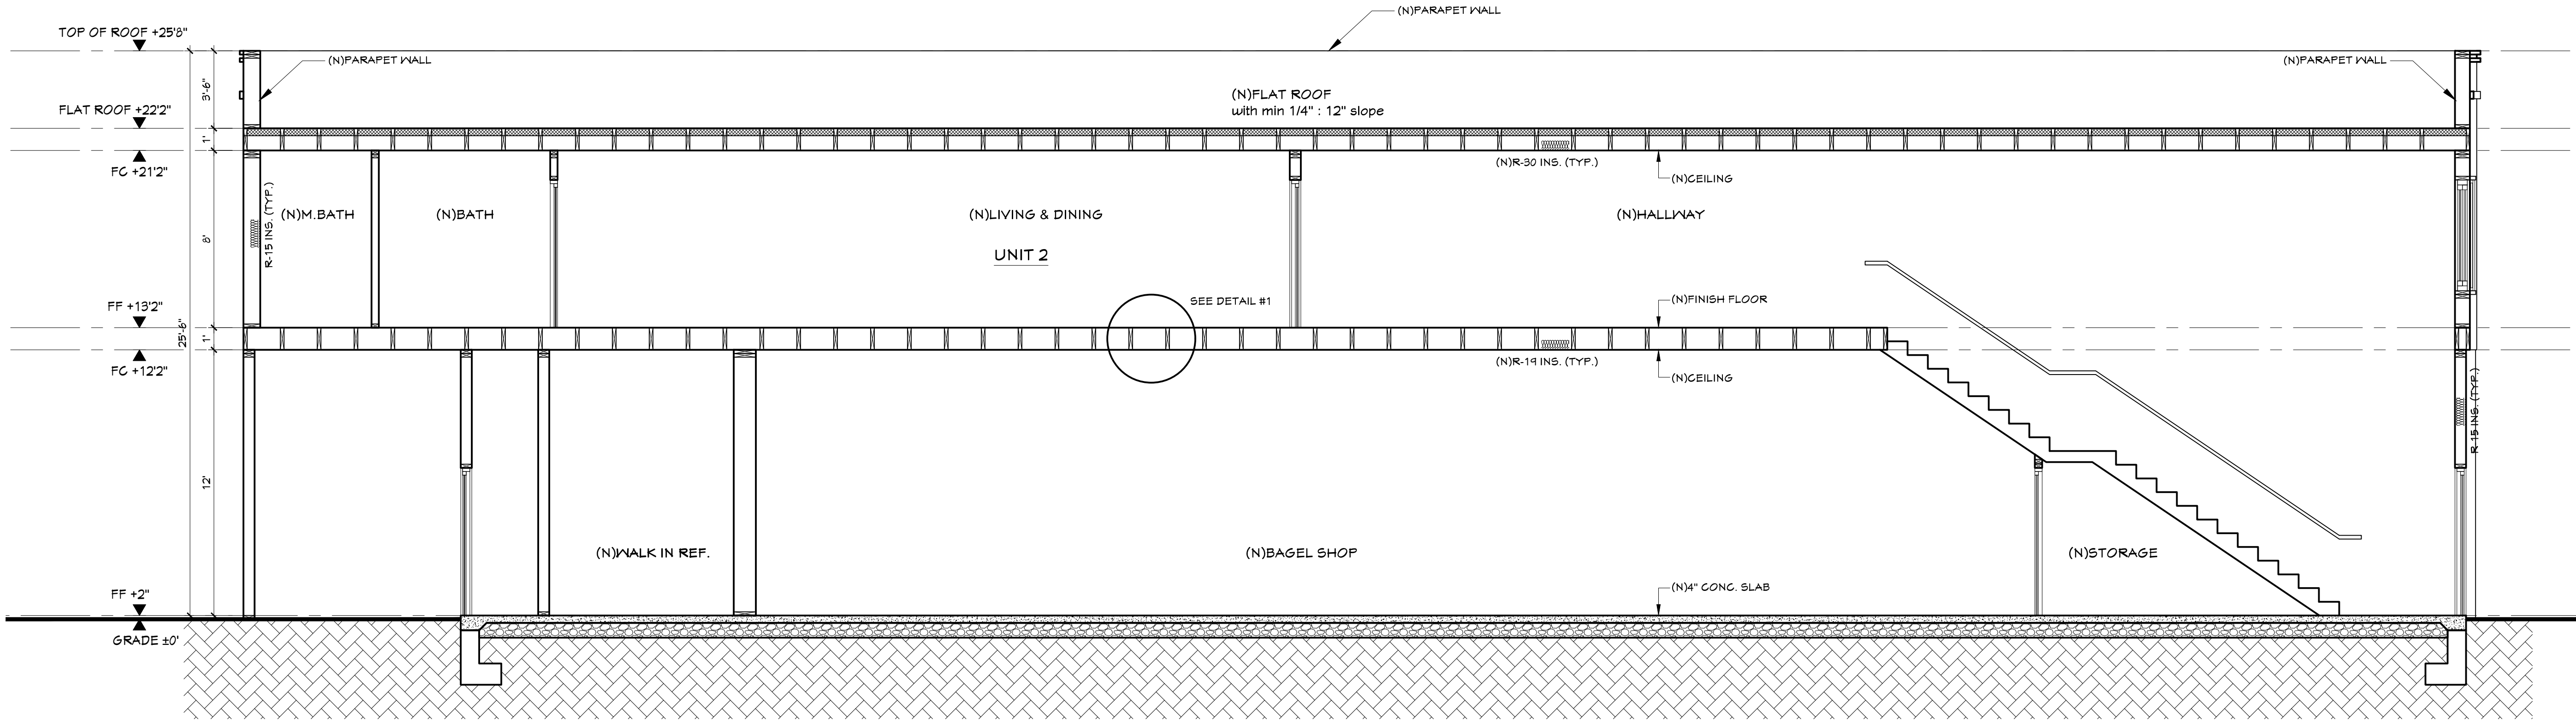 (N)PARAPET WALL
TOP OF ROOF +25'8"
(N)PARAPET WALL
(N)PARAPET WALL
3'-6"
(N)FLAT ROOF
with min 1/4" : 12" slope
FLAT ROOF +22'2"
1'
FC +21'2"
(N)R-30 INS. (TYP.)
(N)CEILING
R-15 INS. (TYP.)
(N)M.BATH
(N)BATH
(N)LIVING & DINING
(N)HALLWAY
8'
UNIT 2
FF +13'2"
SEE DETAIL #1
(N)FINISH FLOOR
25'-6"
1'
FC +12'2"
(N)R-19 INS. (TYP.)
(N)CEILING
R-15 INS. (TYP.)
12'
(N)WALK IN REF.
(N)BAGEL SHOP
(N)STORAGE
FF +2"
(N)4" CONC. SLAB
GRADE ±0'